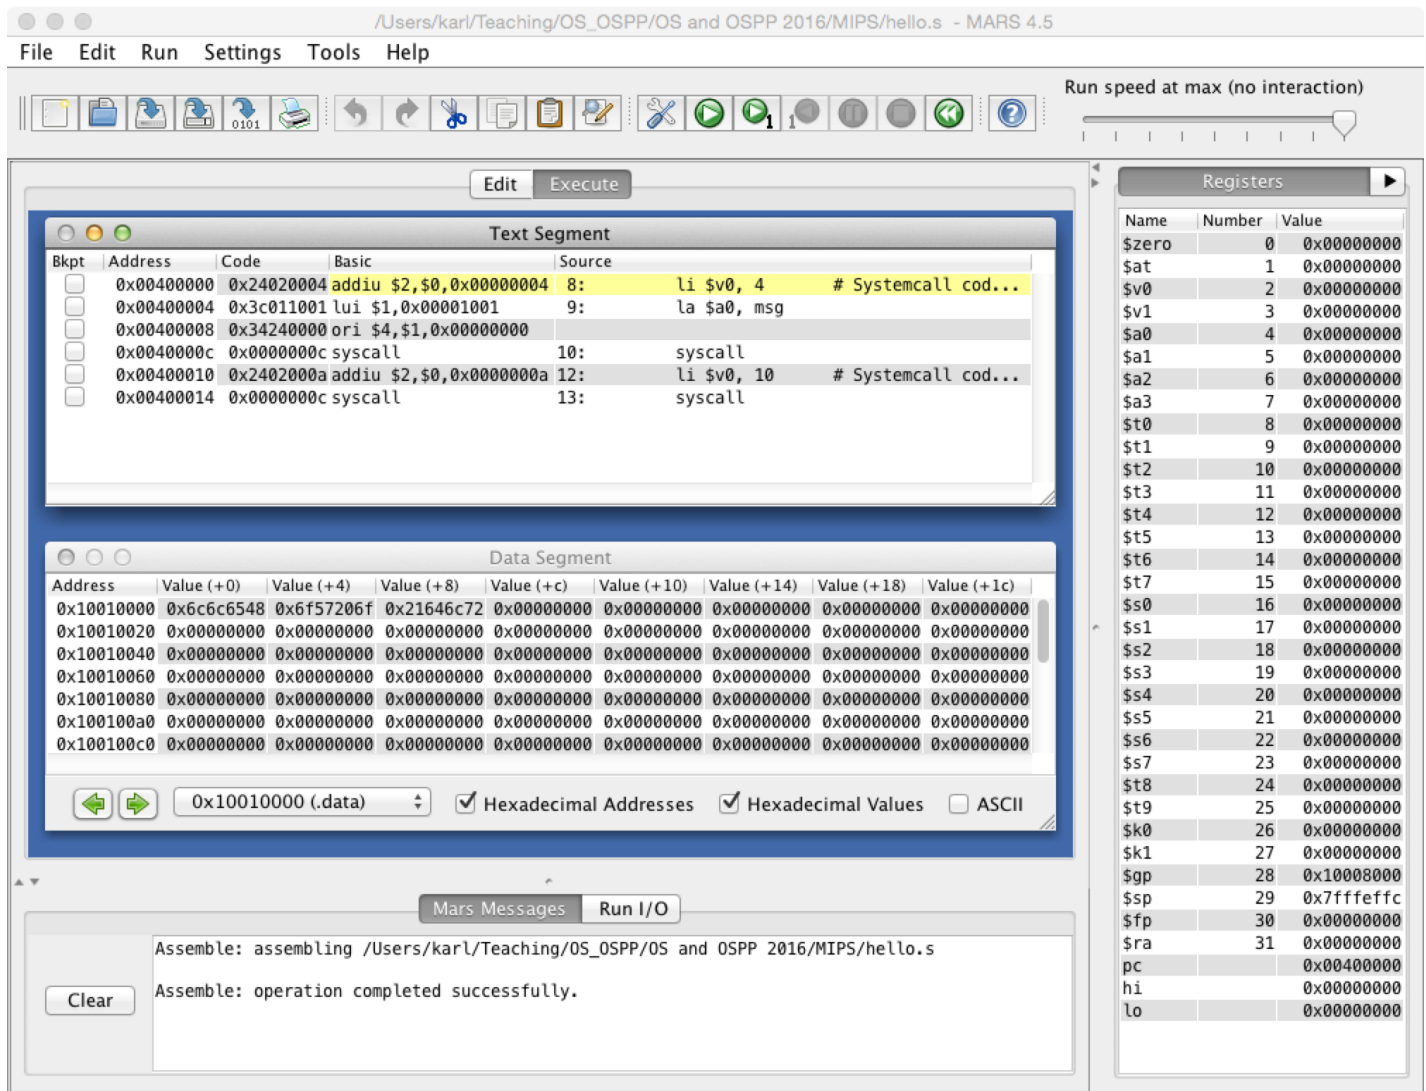 /Users/karl/Teaching/OS_OSPP/OS and OSPP 2016/MIPS/hello.s - MARS 4.5
File Edit Run Settings Tools Help
Run speed at max (no interaction)
0101
1
1
?
Edit Execute
Text Segment
Bkpt Address Code Basic Source
0x00400000 0x24020004 addiu $2,$0,0x00000004 8: li $v0, 4 # Systemcall cod...
0x00400004 0x3c011001 lui $1,0x00001001 9: la $a0, msg
0x00400008 0x34240000 ori $4,$1,0x00000000
0x0040000c 0x0000000c syscall 10: syscall
0x00400010 0x2402000a addiu $2,$0,0x0000000a 12: li $v0, 10 # Systemcall cod...
0x00400014 0x0000000c syscall 13: syscall
Data Segment
Address Value (+0) Value (+4) Value (+8) Value (+c) Value (+10) Value (+14) Value (+18) Value (+1c)
0x10010000 0x6c6c6548 0x6f57206f 0x21646c72 0x00000000 0x00000000 0x00000000 0x00000000 0x00000000
0x10010020 0x00000000 0x00000000 0x00000000 0x00000000 0x00000000 0x00000000 0x00000000 0x00000000
0x10010040 0x00000000 0x00000000 0x00000000 0x00000000 0x00000000 0x00000000 0x00000000 0x00000000
0x10010060 0x00000000 0x00000000 0x00000000 0x00000000 0x00000000 0x00000000 0x00000000 0x00000000
0x10010080 0x00000000 0x00000000 0x00000000 0x00000000 0x00000000 0x00000000 0x00000000 0x00000000
0x100100a0 0x00000000 0x00000000 0x00000000 0x00000000 0x00000000 0x00000000 0x00000000 0x00000000
0x100100c0 0x00000000 0x00000000 0x00000000 0x00000000 0x00000000 0x00000000 0x00000000 0x00000000
0x10010000 (.data) Hexadecimal Addresses Hexadecimal Values ASCII
Mars Messages Run I/O
Assemble: assembling /Users/karl/Teaching/OS_OSPP/OS and OSPP 2016/MIPS/hello.s
Assemble: operation completed successfully.
Clear
Registers
Name Number Value
$zero 0 0x00000000
$at 1 0x00000000
$v0 2 0x00000000
$v1 3 0x00000000
$a0 4 0x00000000
$a1 5 0x00000000
$a2 6 0x00000000
$a3 7 0x00000000
$t0 8 0x00000000
$t1 9 0x00000000
$t2 10 0x00000000
$t3 11 0x00000000
$t4 12 0x00000000
$t5 13 0x00000000
$t6 14 0x00000000
$t7 15 0x00000000
$s0 16 0x00000000
$s1 17 0x00000000
$s2 18 0x00000000
$s3 19 0x00000000
$s4 20 0x00000000
$s5 21 0x00000000
$s6 22 0x00000000
$s7 23 0x00000000
$t8 24 0x00000000
$t9 25 0x00000000
$k0 26 0x00000000
$k1 27 0x00000000
$gp 28 0x10008000
$sp 29 0x7fffeffc
$fp 30 0x00000000
$ra 31 0x00000000
pc 0x00400000
hi 0x00000000
lo 0x00000000